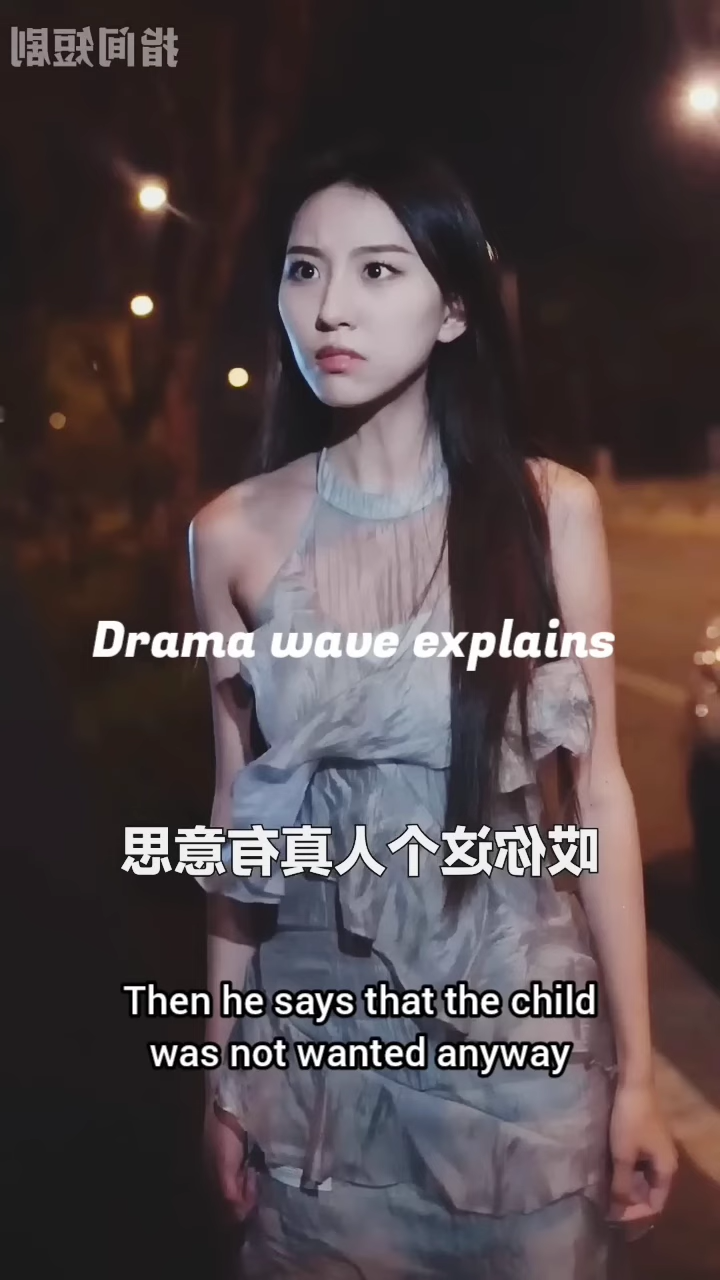 指间短剧
Drama wave explains
哎你这个人真有意思
Then he says that the child
was not wanted anyway